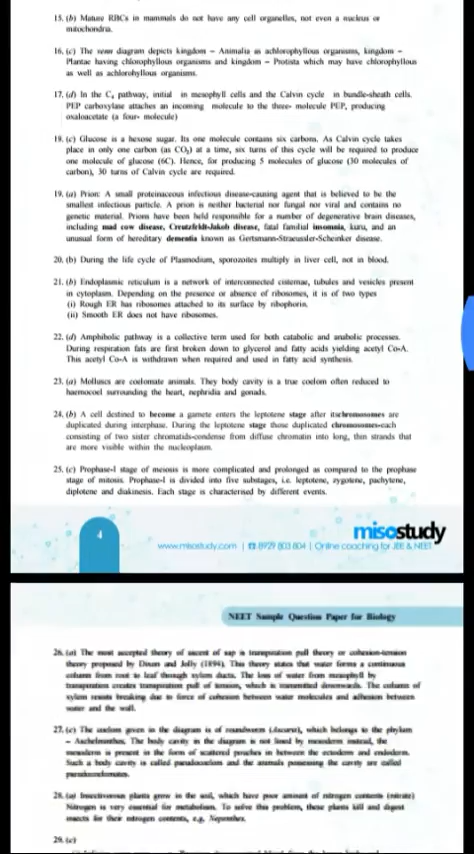 15. (b) Mature RBCs in mammals do not have any cell organelles, not even a nucleus or
mitochondria.
16. (c) The venn diagram depicts kingdom – Animalia as achlorophyllous organisms, kingdom –
Plantae having chlorophyllous organisms and kingdom – Protista which may have chlorophyllous
as well as achlorohyllous organisms.
17. (d) In the C4 pathway, initial in mesophyll cells and the Calvin cycle in bundle-sheath cells.
PEP carboxylase attaches an incoming molecule to the three- molecule PEP, producing
oxaloacetate (a four- molecule)
18. (c) Glucose is a hexose sugar. Its one molecule contains six carbons. As Calvin cycle takes
place in only one carbon (as CO2) at a time, six turns of this cycle will be required to produce
one molecule of glucose (6C). Hence, for producing 5 molecules of glucose (30 molecules of
carbon), 30 turns of Calvin cycle are required.
19. (a) Prion: A small proteinaceous infectious disease-causing agent that is believed to be the
smallest infectious particle. A prion is neither bacterial nor fungal nor viral and contains no
genetic material. Prions have been held responsible for a number of degenerative brain diseases,
including mad cow disease, Creutzfeldt-Jakob disease, fatal familial insomnia, kuru, and an
unusual form of hereditary dementia known as Gertsmann-Straeussler-Scheinker disease.
20. (b) During the life cycle of Plasmodium, sporozoites multiply in liver cell, not in blood.
21. (b) Endoplasmic reticulum is a network of interconnected cisternae, tubules and vesicles present
in cytoplasm. Depending on the presence or absence of ribosomes, it is of two types
(i) Rough ER has ribosomes attached to its surface by ribophorin.
(ii) Smooth ER does not have ribosomes.
22. (d) Amphibolic pathway is a collective term used for both catabolic and anabolic processes.
During respiration fats are first broken down to glycerol and fatty acids yielding acetyl Co-A.
This acetyl Co-A is withdrawn when required and used in fatty acid synthesis.
23. (a) Molluscs are coelomate animals. They body cavity is a true coelom often reduced to
haemocoel surrounding the heart, nephridia and gonads.
24. (b) A cell destined to become a gamete enters the leptotene stage after itschromosomes are
duplicated during interphase. During the leptotene stage those duplicated chromosomes-each
consisting of two sister chromatids-condense from diffuse chromatin into long, thin strands that
are more visible within the nucleoplasm.
25. (c) Prophase-I stage of meiosis is more complicated and prolonged as compared to the prophase
stage of mitosis. Prophase-I is divided into five substages, i.e. leptotene, zygotene, pachytene,
diplotene and diakinesis. Each stage is characterised by different events.
4
misostudy
www.misostudy.com | 8929 803 804 | Online coaching for JEE & NEET
NEET Sample Question Paper for Biology
26. (a) The most accepted theory of ascent of sap is transpiration pull theory or cohesion-tension
theory proposed by Dixon and Jolly (1894). This theory states that water forms a continuous
column from root to leaf through xylem ducts. The loss of water from mesophyll by
transpiration creates transpiration pull of tension, which is transmitted downwards. The column of
xylem resists breaking due to force of cohesion between water molecules and adhesion between
water and the wall.
27. (c) The coelom given in the diagram is of roundworm (Ascaris), which belongs to the phylum
– Aschelminthes. The body cavity in the diagram is not lined by mesoderm instead, the
mesoderm is present in the form of scattered pouches in between the ectoderm and endoderm.
Such a body cavity is called pseudocoelom and the animals possessing the cavity are called
pseudocoelomates.
28. (a) Insectivorous plants grow in the soil, which have poor amount of nitrogen contents (nitrate)
Nitrogen is very essential for metabolism. To solve this problem, these plants kill and digest
insects for their nitrogen contents, e.g. Nepenthes.
29. (c)